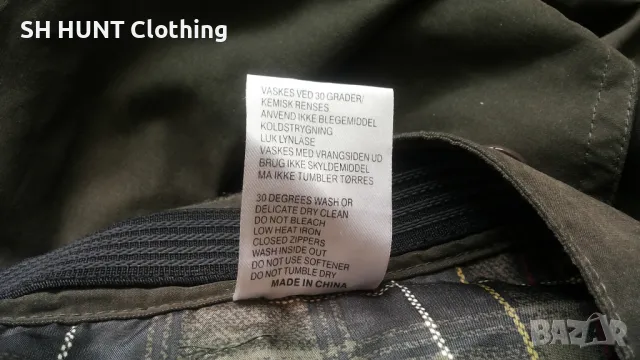 SH HUNT Clothing
VASKES VED 30 GRADER/
KEMISK RENSES
ANVEND IKKE BLEGEMIDDEL
KOLDSTRYGNING
LUK LYNLÅSE
VASKES MED VRANGSIDEN UD
BRUG IKKE SKYLDEMIDDEL
MA IKKE TUMBLER TØRRES
30 DEGREES WASH OR
DELICATE DRY CLEAN
DO NOT BLEACH
LOW HEAT IRON
CLOSED ZIPPERS
WASH INSIDE OUT
DO NOT USE SOFTENER
DO NOT TUMBLE DRY
MADE IN CHINA
BAZAR
bg